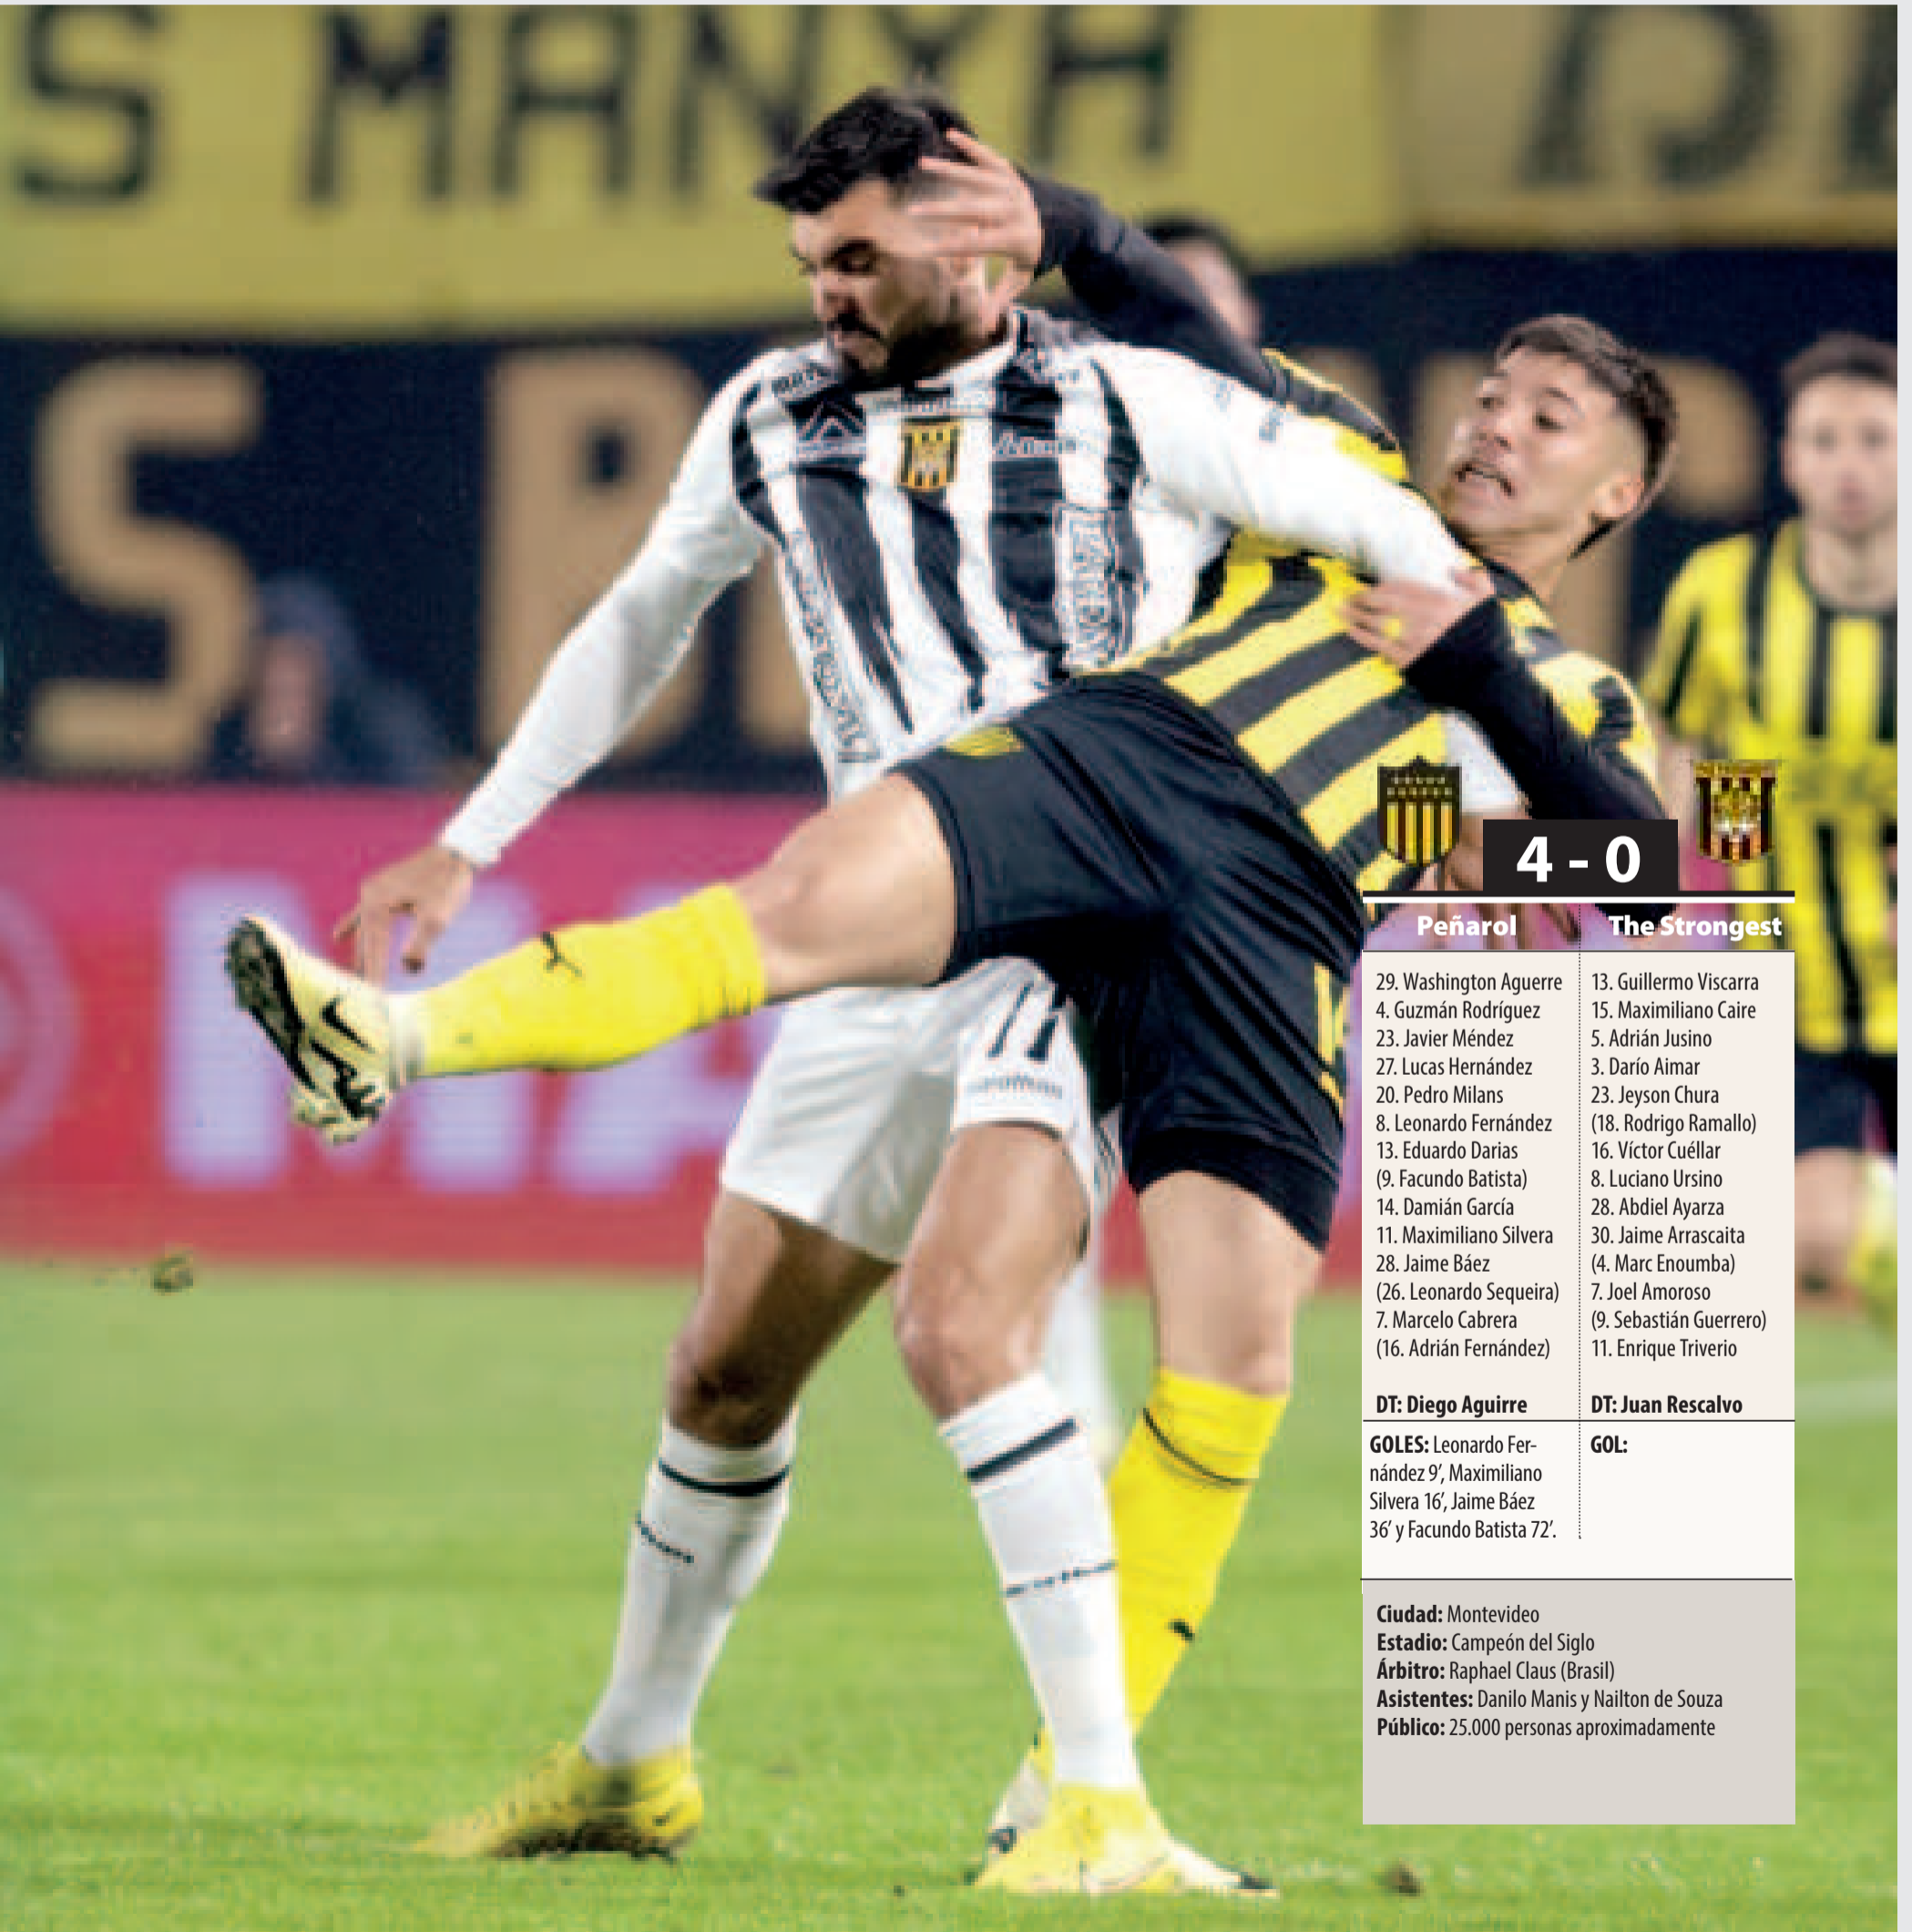 S MANYA
S P
MA
11
4 - 0
Peñarol
The Strongest
29. Washington Aguerre
4. Guzmán Rodríguez
23. Javier Méndez
27. Lucas Hernández
20. Pedro Milans
8. Leonardo Fernández
13. Eduardo Darias
(9. Facundo Batista)
14. Damián García
11. Maximiliano Silvera
28. Jaime Báez
(26. Leonardo Sequeira)
7. Marcelo Cabrera
(16. Adrián Fernández)
DT: Diego Aguirre
GOLES: Leonardo Fer-
nández 9’, Maximiliano
Silvera 16’, Jaime Báez
36’ y Facundo Batista 72’.
13. Guillermo Viscarra
15. Maximiliano Caire
5. Adrián Jusino
3. Darío Aimar
23. Jeyson Chura
(18. Rodrigo Ramallo)
16. Víctor Cuéllar
8. Luciano Ursino
28. Abdiel Ayarza
30. Jaime Arrascaita
(4. Marc Enoumba)
7. Joel Amoroso
(9. Sebastián Guerrero)
11. Enrique Triverio
DT: Juan Rescalvo
GOL:
Ciudad: Montevideo
Estadio: Campeón del Siglo
Árbitro: Raphael Claus (Brasil)
Asistentes: Danilo Manis y Nailton de Souza
Público: 25.000 personas aproximadamente